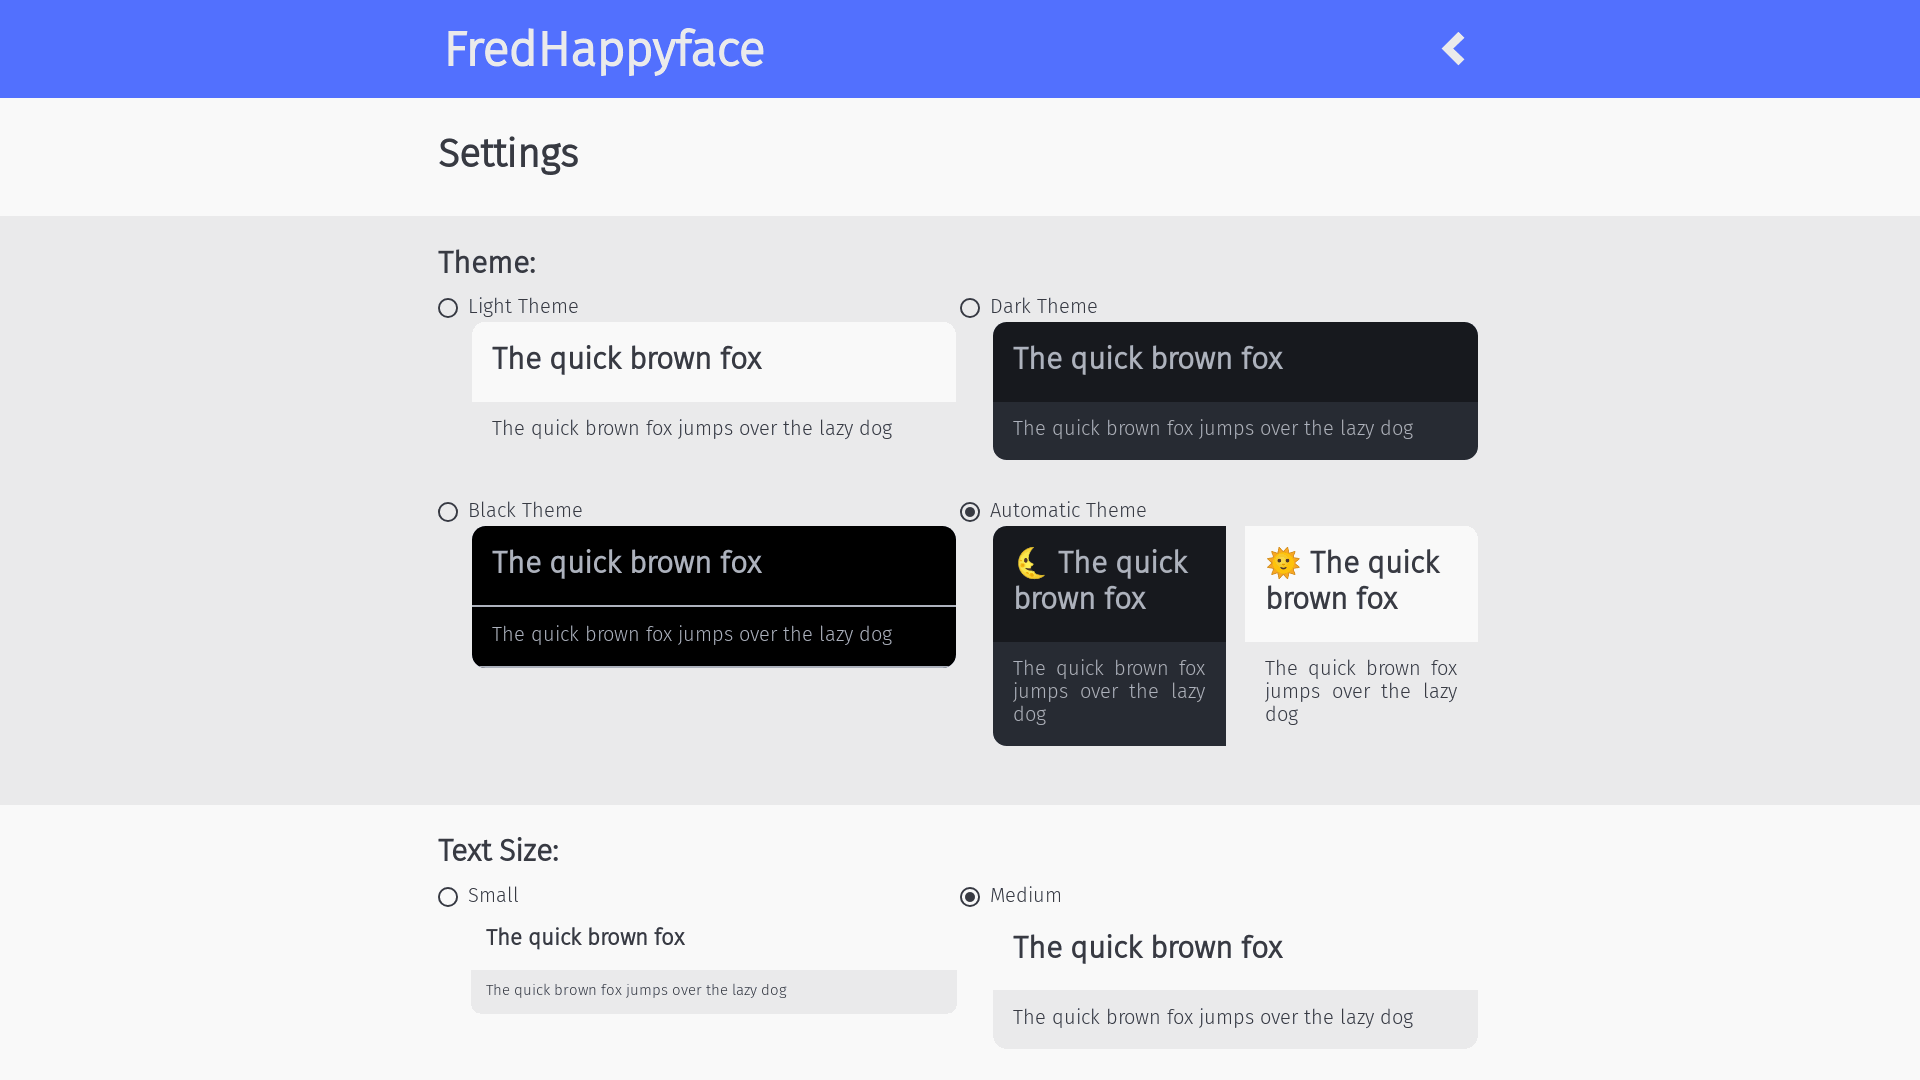 FredHappyface
Settings
Theme:
Light Theme
The quick brown fox
The quick brown fox jumps over the lazy dog
Dark Theme
The quick brown fox
The quick brown fox jumps over the lazy dog
Black Theme
The quick brown fox
The quick brown fox jumps over the lazy dog
Automatic Theme
🌜 The quick
brown fox
The quick brown fox
jumps over the lazy
dog
🌞 The quick
brown fox
The quick brown fox
jumps over the lazy
dog
Text Size:
Small
The quick brown fox
The quick brown fox jumps over the lazy dog
Medium
The quick brown fox
The quick brown fox jumps over the lazy dog